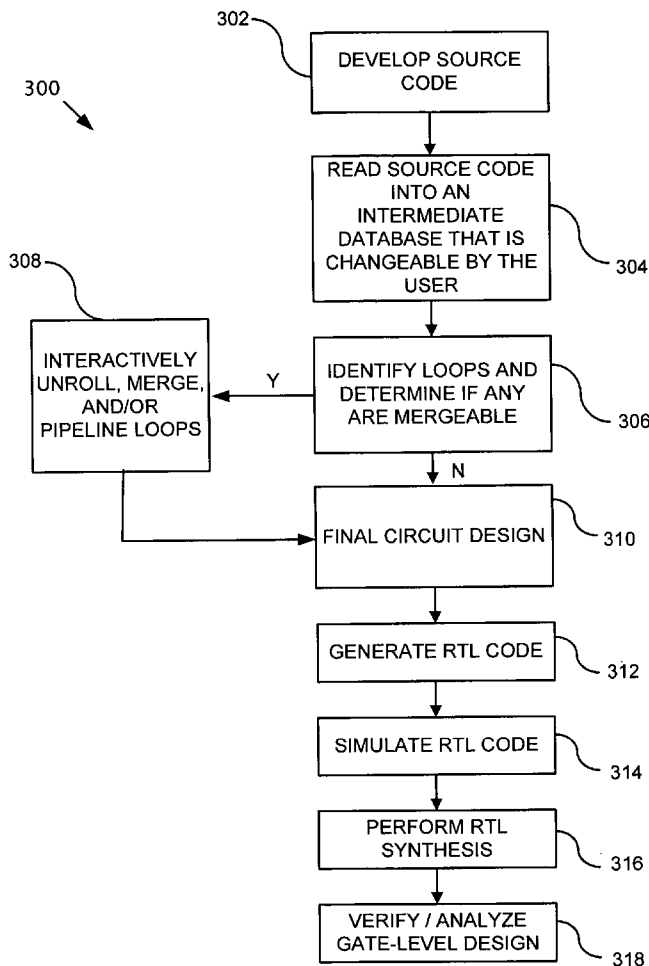 302
DEVELOP SOURCE
CODE
300
READ SOURCE CODE
INTO AN
INTERMEDIATE
DATABASE THAT IS
CHANGEABLE BY THE
USER
304
308
INTERACTIVELY
UNROLL, MERGE,
AND/OR
PIPELINE LOOPS
Y
IDENTIFY LOOPS AND
DETERMINE IF ANY
ARE MERGEABLE
306
N
FINAL CIRCUIT DESIGN
310
GENERATE RTL CODE
312
SIMULATE RTL CODE
314
PERFORM RTL
SYNTHESIS
316
VERIFY / ANALYZE
GATE-LEVEL DESIGN
318